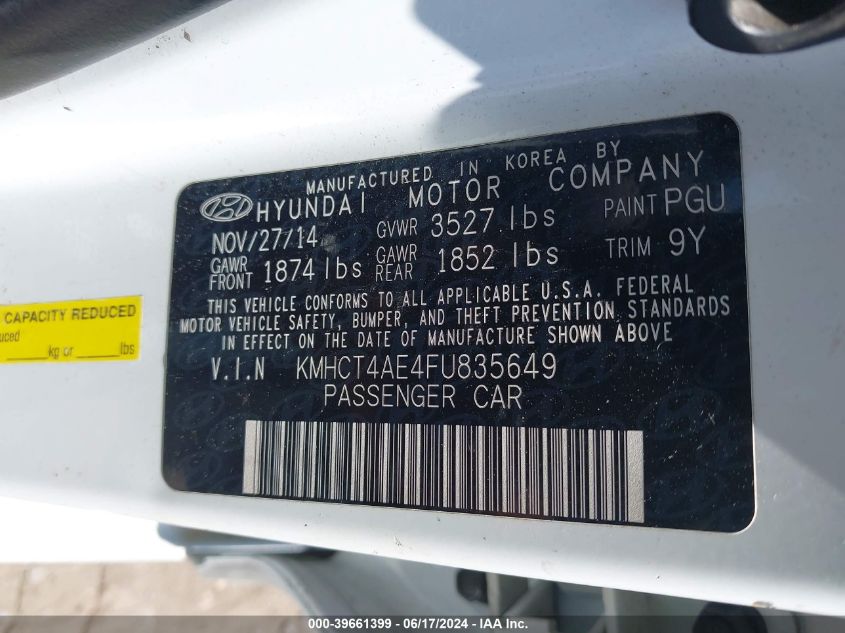 MANUFACTURED IN KOREA BY
HYUNDAI MOTOR COMPANY
NOV/27/14 GVWR 3527 lbs PAINT PGU
GAWR FRONT 1874 lbs GAWR REAR 1852 lbs TRIM 9Y
THIS VEHICLE CONFORMS TO ALL APPLICABLE U.S.A. FEDERAL
MOTOR VEHICLE SAFETY, BUMPER, AND THEFT PREVENTION STANDARDS
IN EFFECT ON THE DATE OF MANUFACTURE SHOWN ABOVE
V.I.N KMHCT4AE4FU835649
PASSENGER CAR
CAPACITY REDUCED
kg or ______lbs
000-39661399 - 06/17/2024 - IAA Inc.